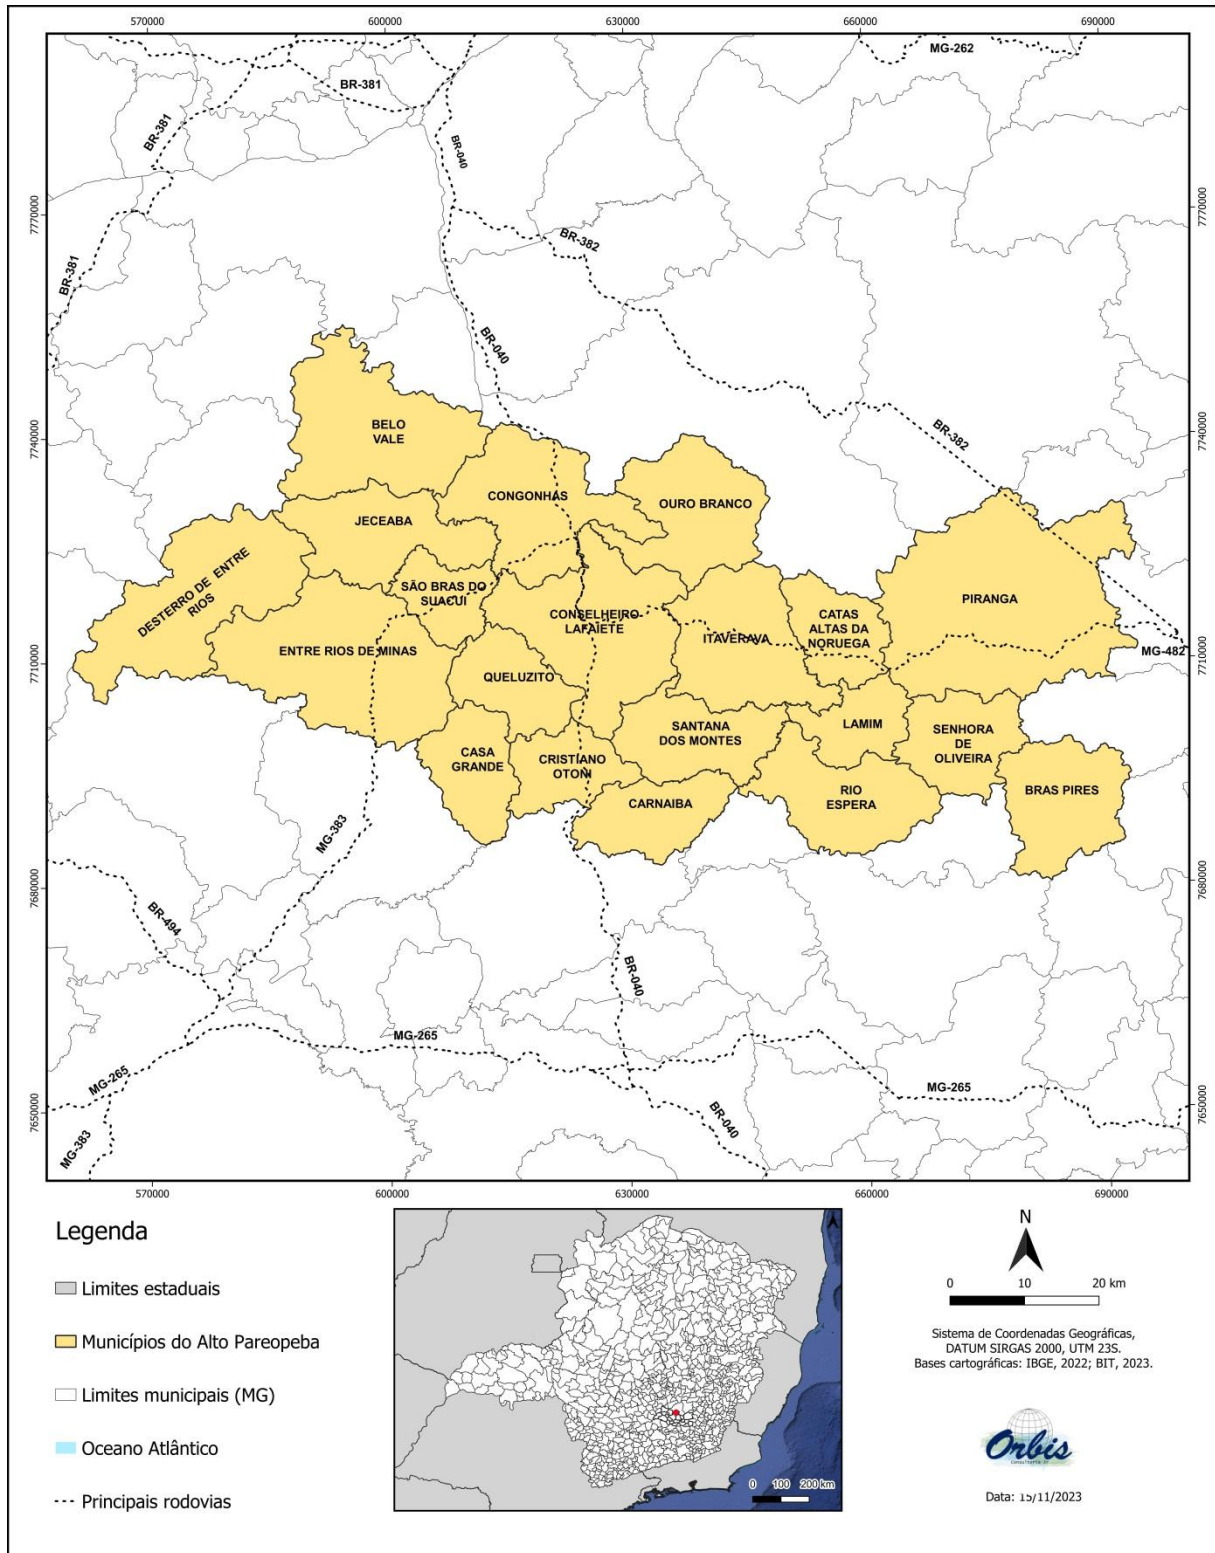 570000
600000
630000
660000
690000
MG-262
BR-381
BR-381
BR-040
7770000
7770000
BR-382
BR-381
BR-040
BELO
VALE
7740000
7740000
BR-382
CONGONHAS
OURO BRANCO
JECEABA
DESTERRO DE ENTRE
RIOS
SÃO BRAS DO
SUACUI
CONSELHEIRO
LAFAIETE
ITAVERAVA
CATAS
ALTAS DA
NORUEGA
PIRANGA
ENTRE RIOS DE MINAS
QUELUZITO
MG-482
7710000
7710000
CASA
GRANDE
CRISTIANO
OTONI
SANTANA
DOS MONTES
LAMIM
SENHORA
DE
OLIVEIRA
CARNAIBA
RIO
ESPERA
BRAS PIRES
MG-383
7680000
7680000
BR-494
BR-040
MG-265
MG-265
MG-265
BR-040
7650000
7650000
MG-383
570000
600000
630000
660000
690000
Legenda
Limites estaduais
Municípios do Alto Pareopeba
Limites municipais (MG)
Oceano Atlântico
Principais rodovias
0 100 200 km
N
0 10 20 km
Sistema de Coordenadas Geográficas,
DATUM SIRGAS 2000, UTM 23S.
Bases cartográficas: IBGE, 2022; BIT, 2023.
Orbis
Consultoria Jr
Data: 15/11/2023